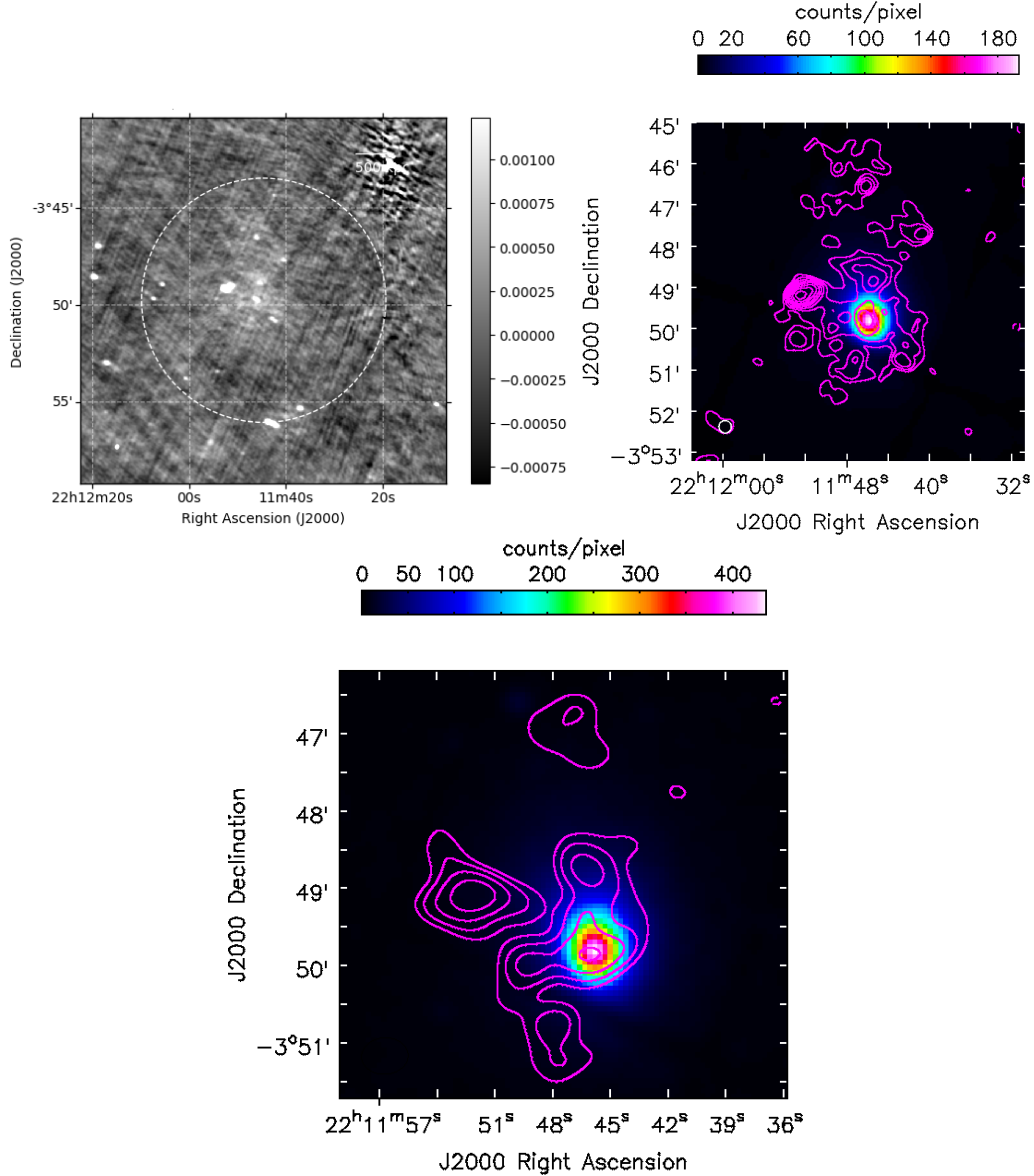 counts/pixel
0 20 60 100 140 180
-3°45'
50'
55'
22h12m20s 00s 11m40s 20s
Right Ascension (J2000)
Declination (J2000)
0.00100
0.00075
0.00050
0.00025
0.00000
−0.00025
−0.00050
−0.00075
45'
46'
47'
48'
49'
50'
51'
52'
−3°53'
J2000 Declination
22ʰ12ᵐ00ˢ 11ᵐ48ˢ 40ˢ 32ˢ
J2000 Right Ascension
counts/pixel
0 50 100 200 300 400
47'
48'
49'
50'
−3°51'
J2000 Declination
22ʰ11ᵐ57ˢ 51ˢ 48ˢ 45ˢ 42ˢ 39ˢ 36ˢ
J2000 Right Ascension